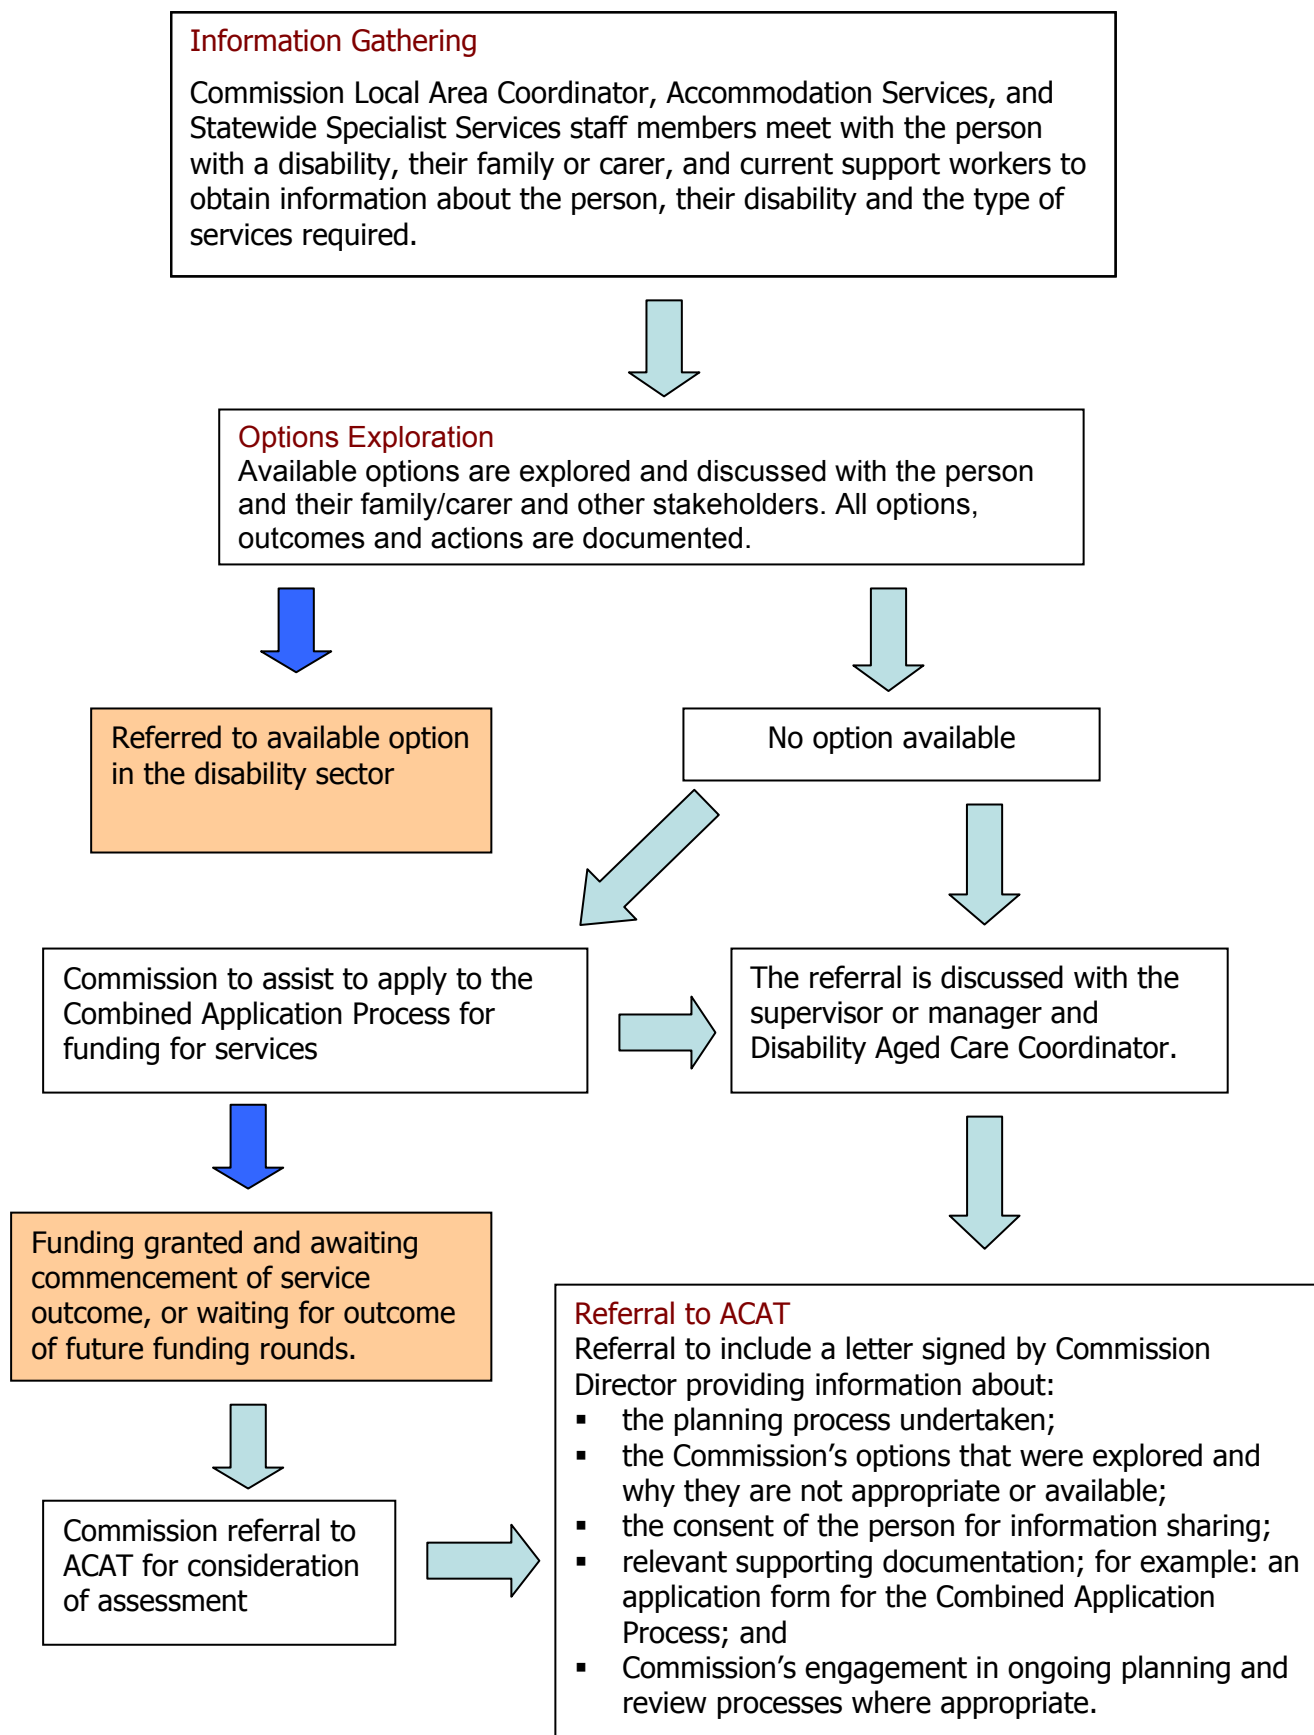 Information Gathering
Commission Local Area Coordinator, Accommodation Services, and
Statewide Specialist Services staff members meet with the person
with a disability, their family or carer, and current support workers to
obtain information about the person, their disability and the type of
services required.
Options Exploration
Available options are explored and discussed with the person
and their family/carer and other stakeholders. All options,
outcomes and actions are documented.
Referred to available option
in the disability sector
No option available
Commission to assist to apply to the
Combined Application Process for
funding for services
The referral is discussed with the
supervisor or manager and
Disability Aged Care Coordinator.
Funding granted and awaiting
commencement of service
outcome, or waiting for outcome
of future funding rounds.
Commission referral to
ACAT for consideration
of assessment
Referral to ACAT
Referral to include a letter signed by Commission
Director providing information about:
▪ the planning process undertaken;
▪ the Commission’s options that were explored and
why they are not appropriate or available;
▪ the consent of the person for information sharing;
▪ relevant supporting documentation; for example: an
application form for the Combined Application
Process; and
▪ Commission’s engagement in ongoing planning and
review processes where appropriate.